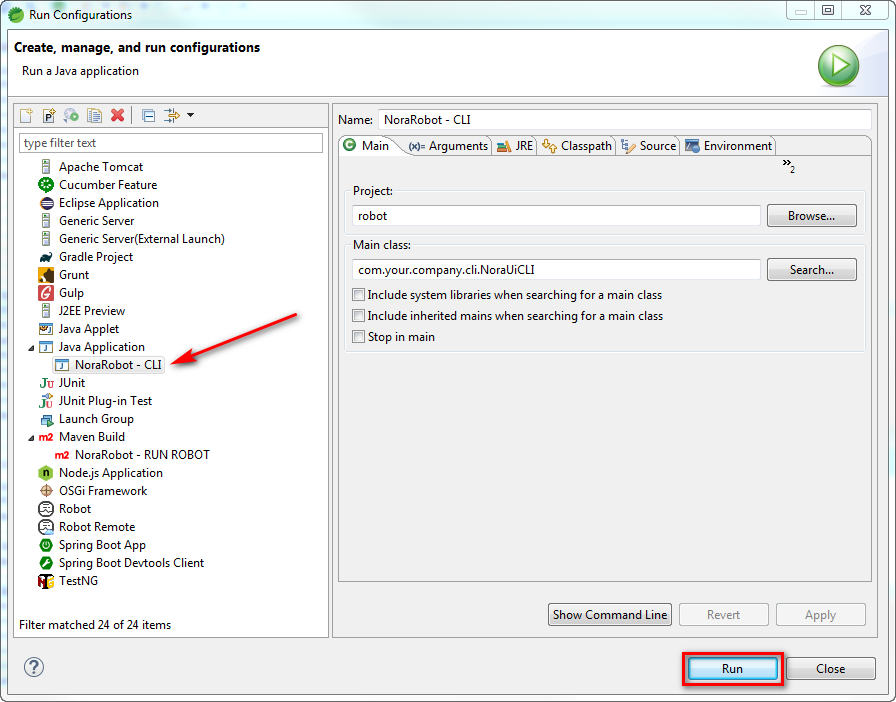 Run Configurations
Create, manage, and run configurations
Run a Java application
type filter text
Apache Tomcat
Cucumber Feature
Eclipse Application
Generic Server
Generic Server(External Launch)
Gradle Project
Grunt
Gulp
J2EE Preview
Java Applet
Java Application
NoraRobot - CLI
JUnit
JUnit Plug-in Test
Launch Group
Maven Build
m2 NoraRobot - RUN ROBOT
Node.js Application
OSGi Framework
Robot
Robot Remote
Spring Boot App
Spring Boot Devtools Client
TestNG
Filter matched 24 of 24 items
Name: NoraRobot - CLI
Main (x)= Arguments JRE Classpath Source Environment
»2
Project:
robot Browse...
Main class:
com.your.company.cli.NoraUiCLI Search...
Include system libraries when searching for a main class
Include inherited mains when searching for a main class
Stop in main
Show Command Line Revert Apply
? Run Close